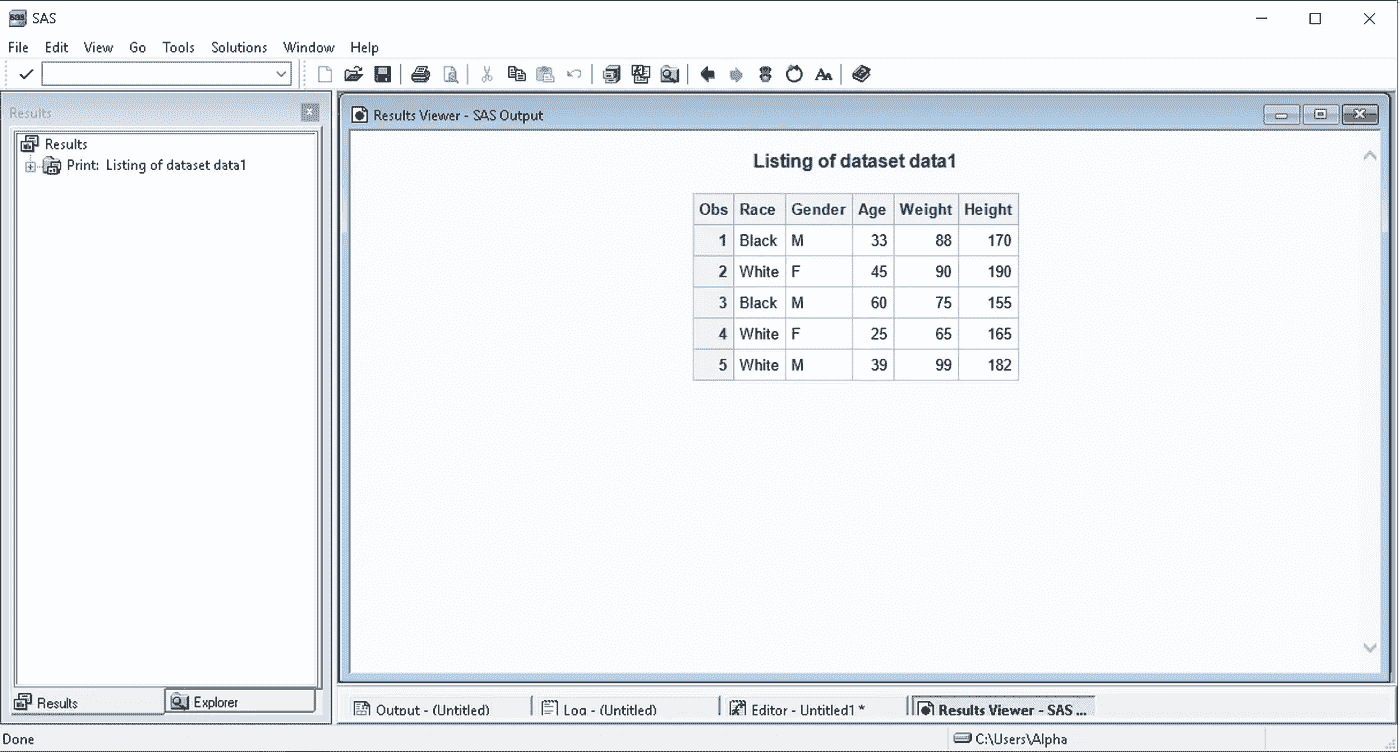 SAS
File Edit View Go Tools Solutions Window Help
Results
Results Viewer - SAS Output
Results
Print: Listing of dataset data1
Listing of dataset data1
Obs Race Gender Age Weight Height
1 Black M 33 88 170
2 White F 45 90 190
3 Black M 60 75 155
4 White F 25 65 165
5 White M 39 99 182
Results Explorer
Output - (Untitled) Log - (Untitled) Editor - Untitled1 * Results Viewer - SAS ...
Done C:\Users\Alpha